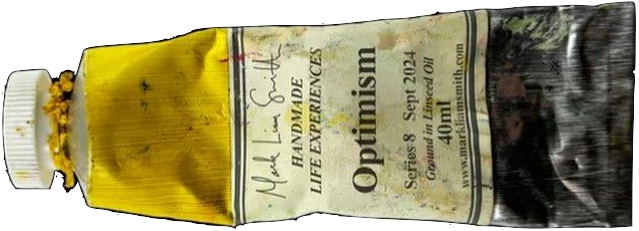 Mark Liam Smith
HANDMADE
LIFE EXPERIENCES
Optimism
Series 8 Sept 2024
Ground in Linseed Oil
40ml
www.markliamsmith.com